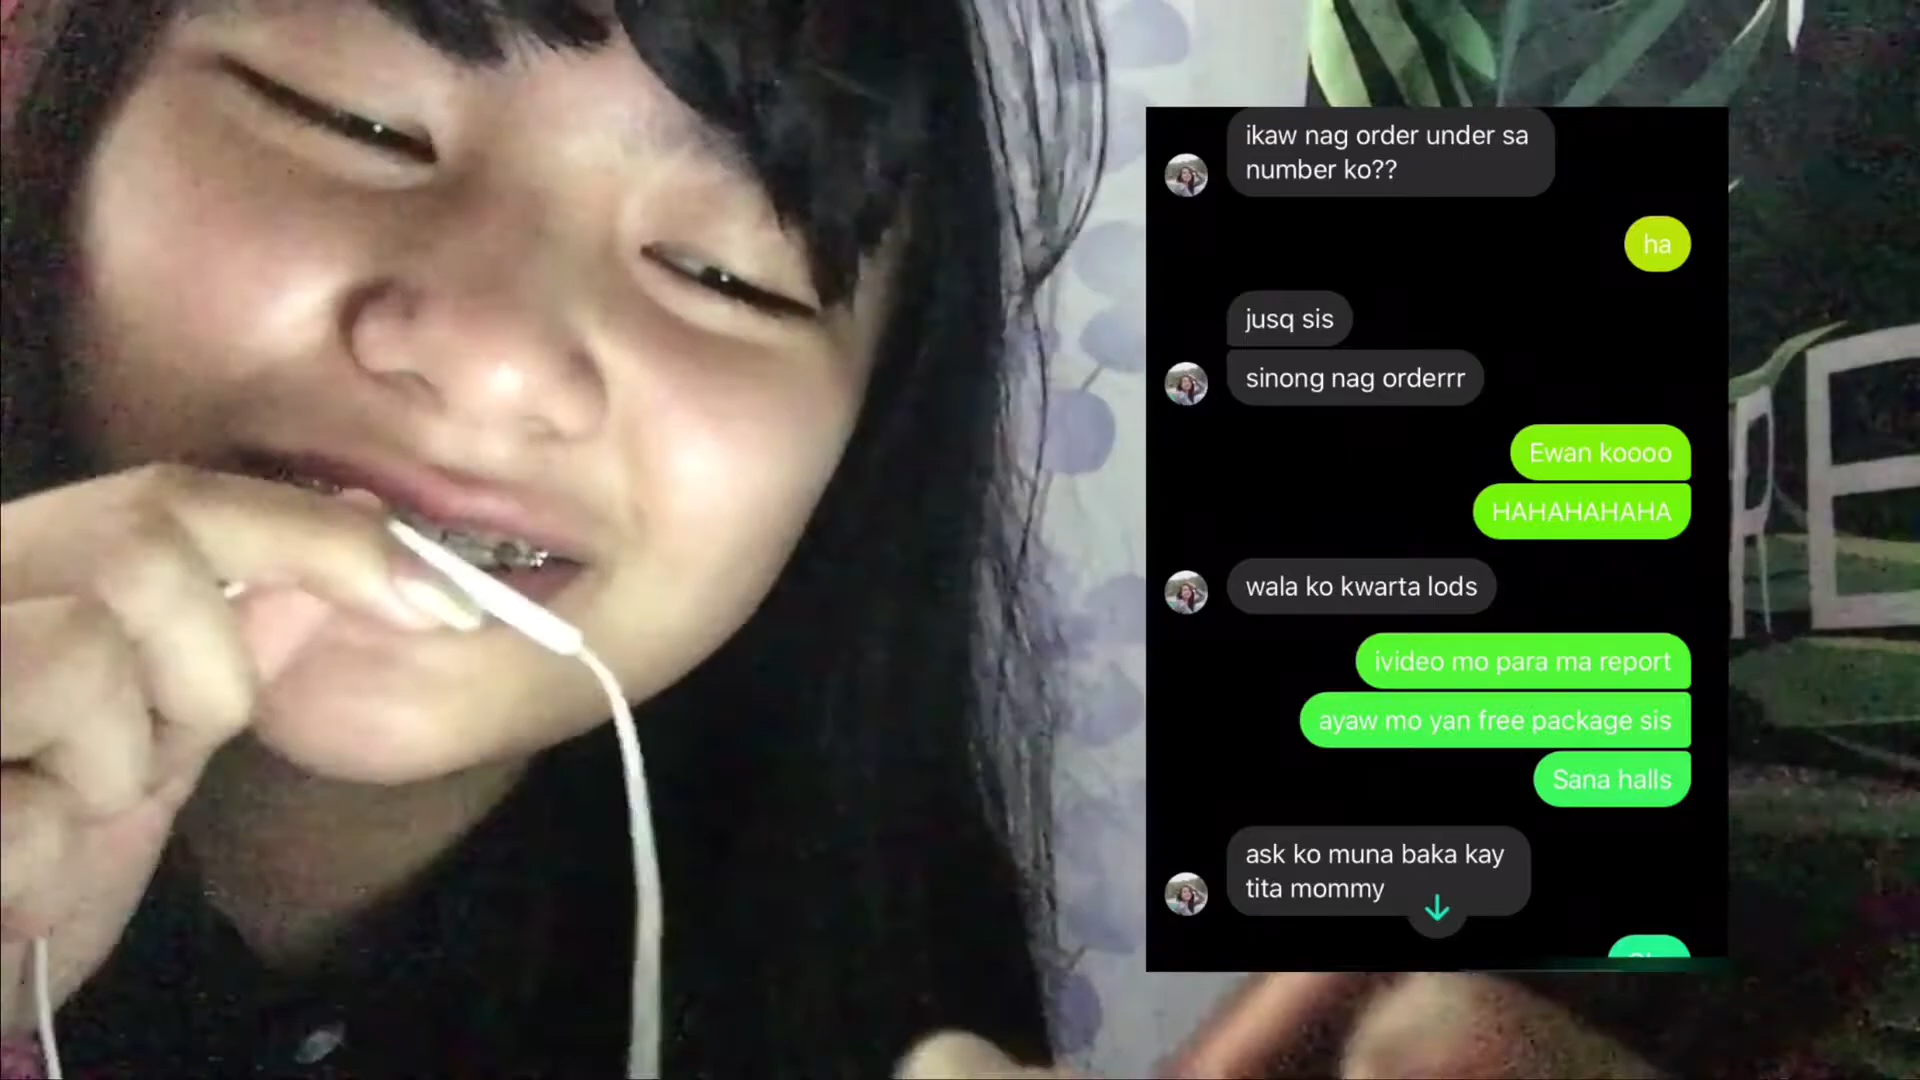 ikaw nag order under sa
number ko??
ha
jusq sis
sinong nag orderrr
Ewan koooo
HAHAHAHAHA
wala ko kwarta lods
ivideo mo para ma report
ayaw mo yan free package sis
Sana halls
ask ko muna baka kay
tita mommy